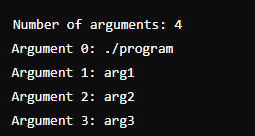 Number of arguments: 4
Argument 0: ./program
Argument 1: arg1
Argument 2: arg2
Argument 3: arg3